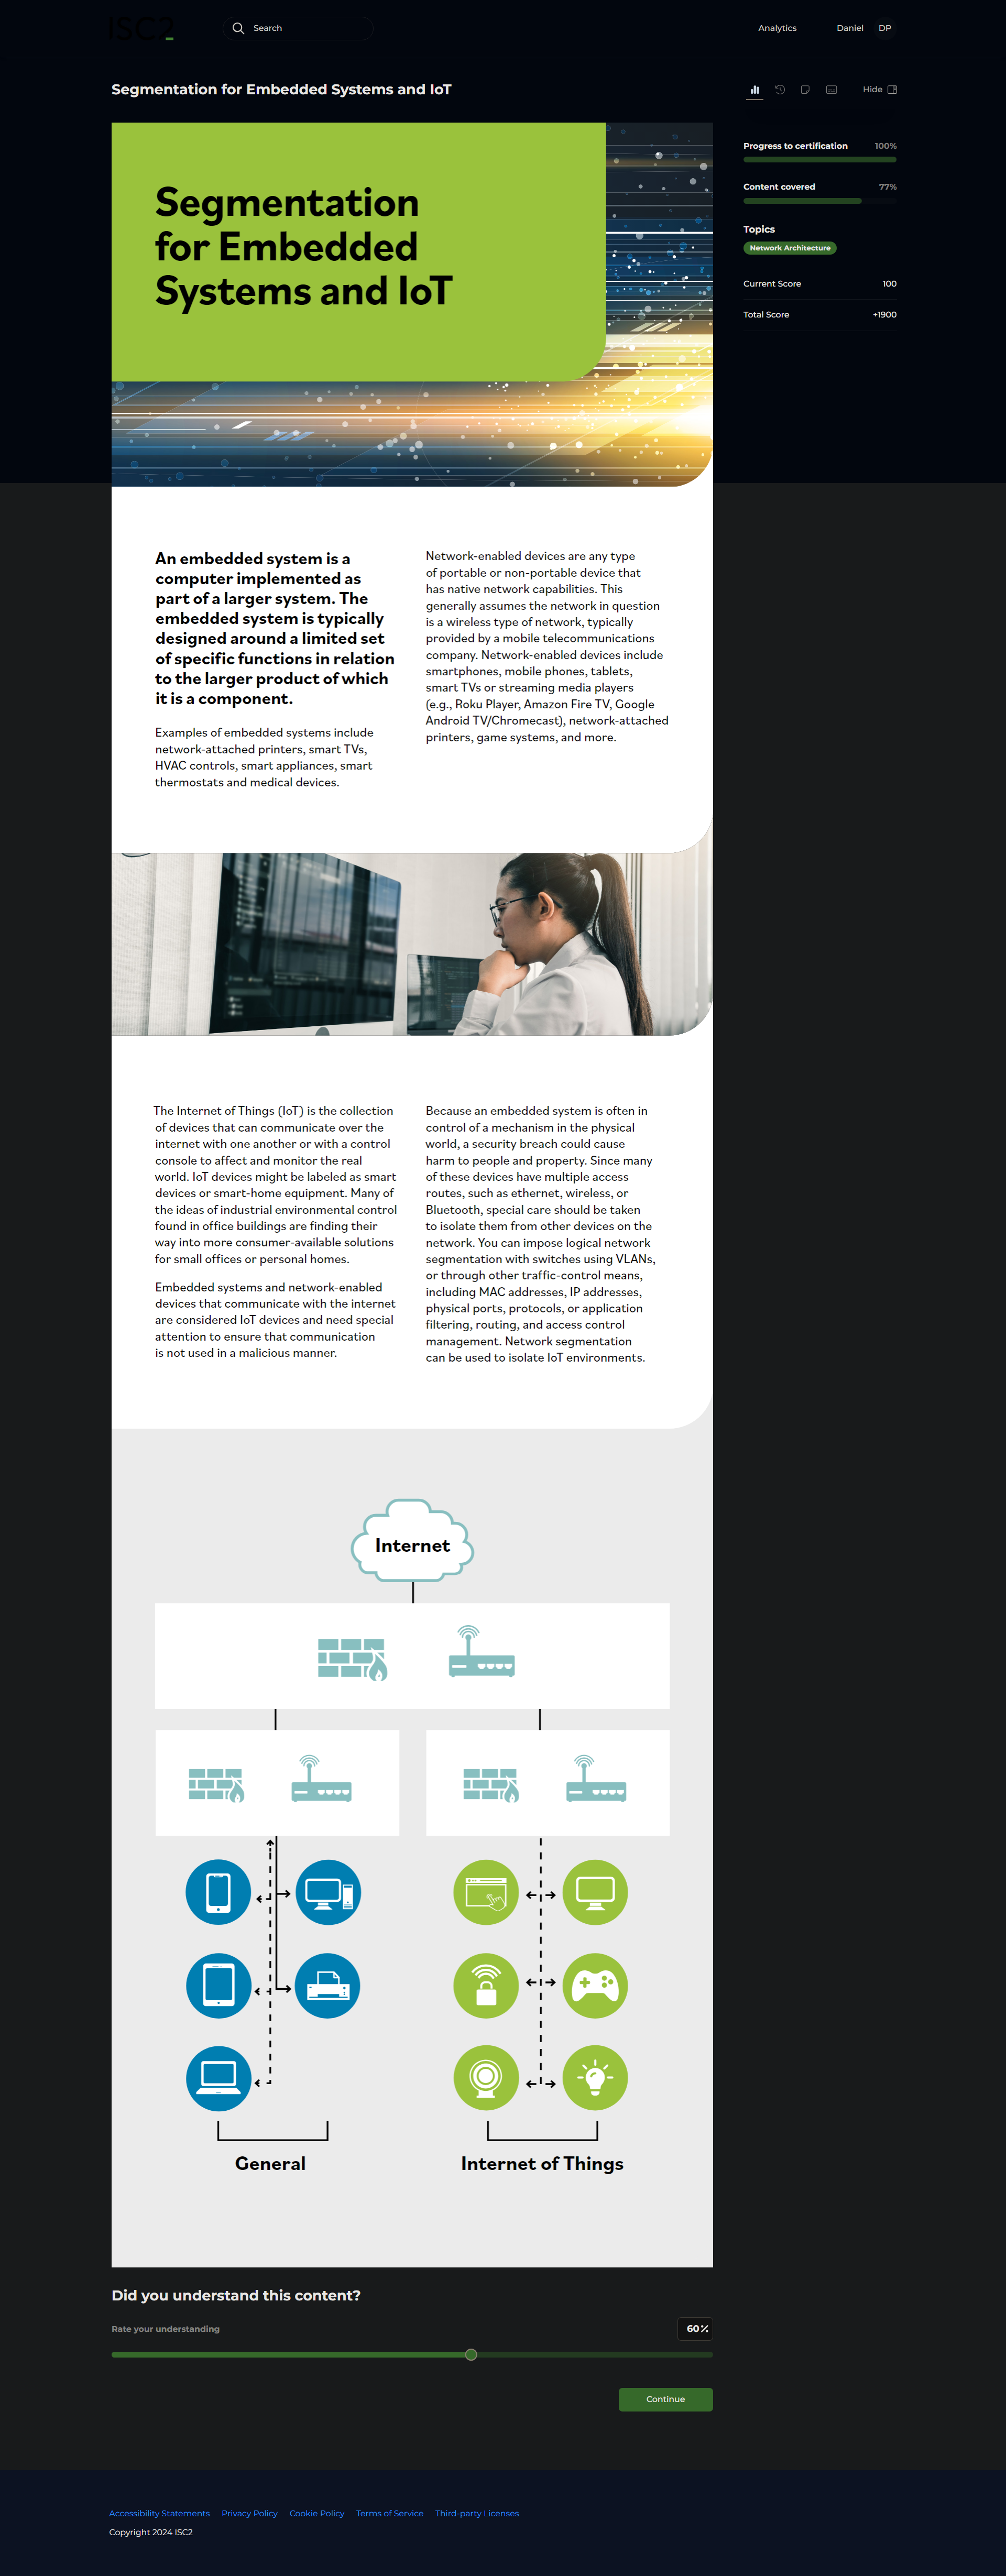 ISC2
Search
Analytics
Daniel
DP
Segmentation for Embedded Systems and IoT
Hide
Progress to certification 100%
Content covered 77%
Topics
Network Architecture
Current Score 100
Total Score +1900
Segmentation
for Embedded
Systems and IoT
An embedded system is a
computer implemented as
part of a larger system. The
embedded system is typically
designed around a limited set
of specific functions in relation
to the larger product of which
it is a component.
Examples of embedded systems include
network-attached printers, smart TVs,
HVAC controls, smart appliances, smart
thermostats and medical devices.
Network-enabled devices are any type
of portable or non-portable device that
has native network capabilities. This
generally assumes the network in question
is a wireless type of network, typically
provided by a mobile telecommunications
company. Network-enabled devices include
smartphones, mobile phones, tablets,
smart TVs or streaming media players
(e.g., Roku Player, Amazon Fire TV, Google
Android TV/Chromecast), network-attached
printers, game systems, and more.
The Internet of Things (IoT) is the collection
of devices that can communicate over the
internet with one another or with a control
console to affect and monitor the real
world. IoT devices might be labeled as smart
devices or smart-home equipment. Many of
the ideas of industrial environmental control
found in office buildings are finding their
way into more consumer-available solutions
for small offices or personal homes.
Embedded systems and network-enabled
devices that communicate with the internet
are considered IoT devices and need special
attention to ensure that communication
is not used in a malicious manner.
Because an embedded system is often in
control of a mechanism in the physical
world, a security breach could cause
harm to people and property. Since many
of these devices have multiple access
routes, such as ethernet, wireless, or
Bluetooth, special care should be taken
to isolate them from other devices on the
network. You can impose logical network
segmentation with switches using VLANs,
or through other traffic-control means,
including MAC addresses, IP addresses,
physical ports, protocols, or application
filtering, routing, and access control
management. Network segmentation
can be used to isolate IoT environments.
Internet
General
Internet of Things
Did you understand this content?
Rate your understanding
60%
Continue
Accessibility Statements Privacy Policy Cookie Policy Terms of Service Third-party Licenses
Copyright 2024 ISC2